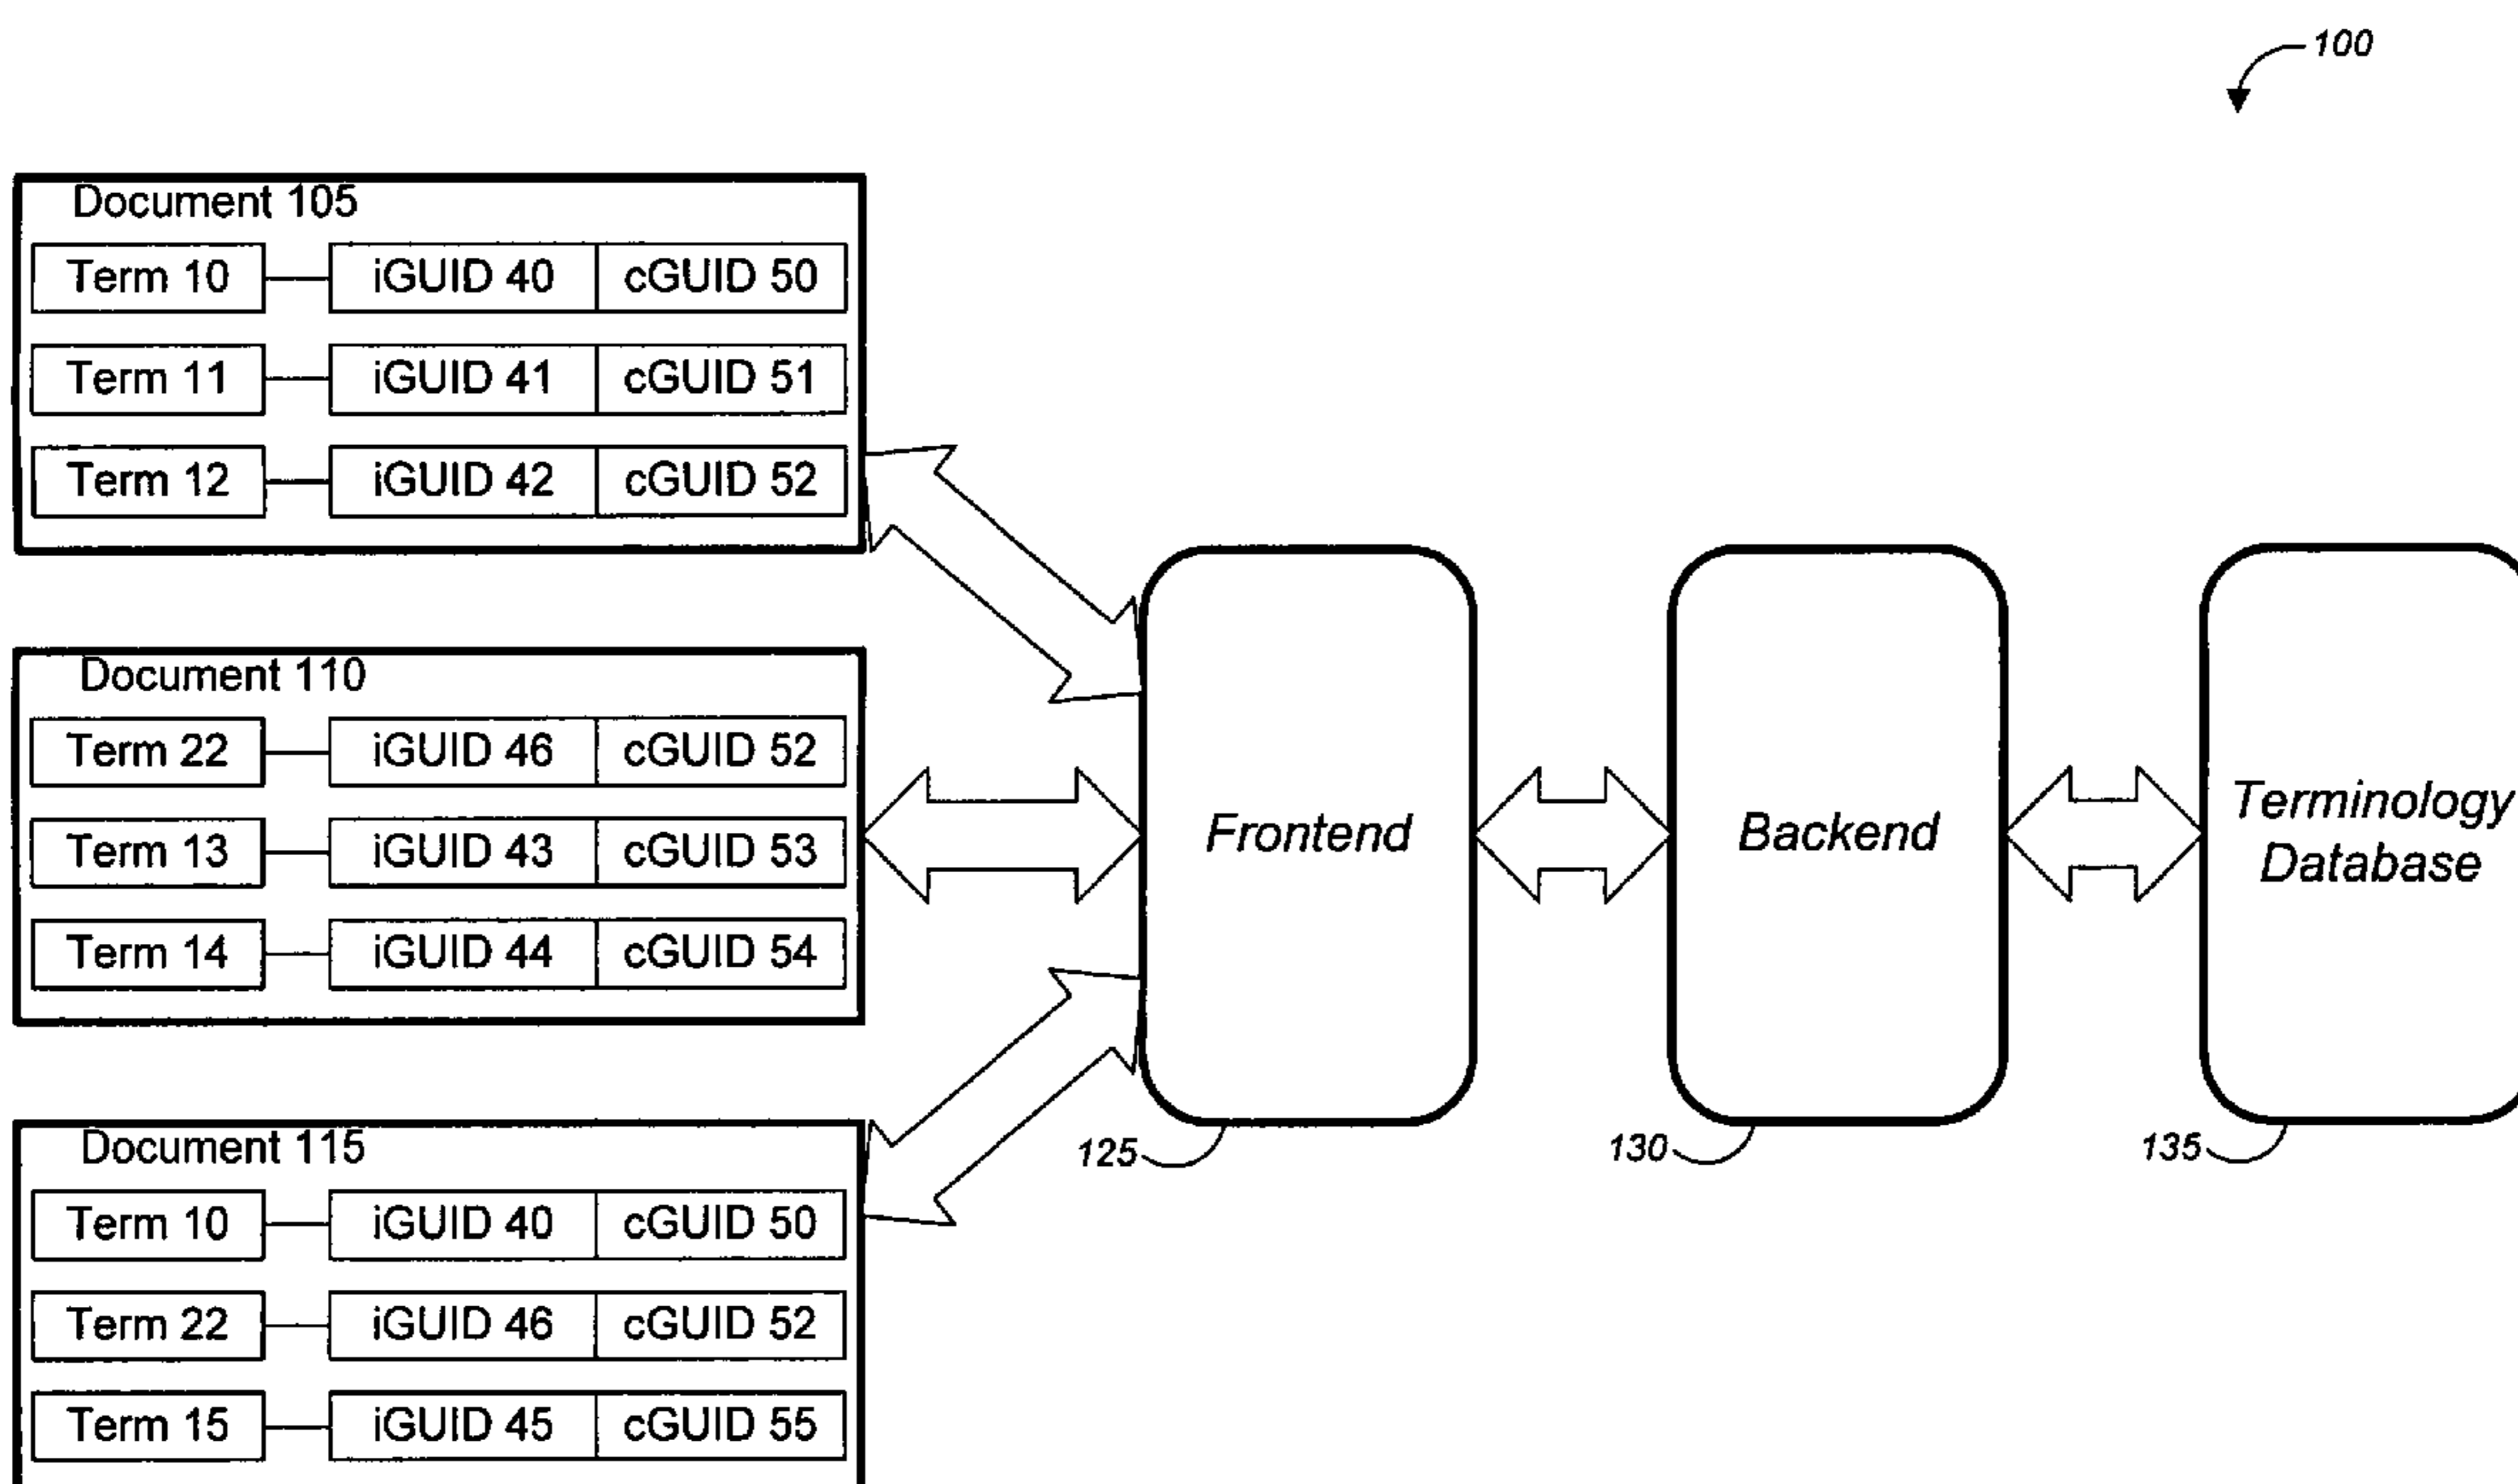 100
Document 105
Term 10 iGUID 40 cGUID 50
Term 11 iGUID 41 cGUID 51
Term 12 iGUID 42 cGUID 52
Document 110
Term 22 iGUID 46 cGUID 52
Term 13 iGUID 43 cGUID 53
Term 14 iGUID 44 cGUID 54
Document 115
Term 10 iGUID 40 cGUID 50
Term 22 iGUID 46 cGUID 52
Term 15 iGUID 45 cGUID 55
Frontend
125
Backend
130
Terminology
Database
135